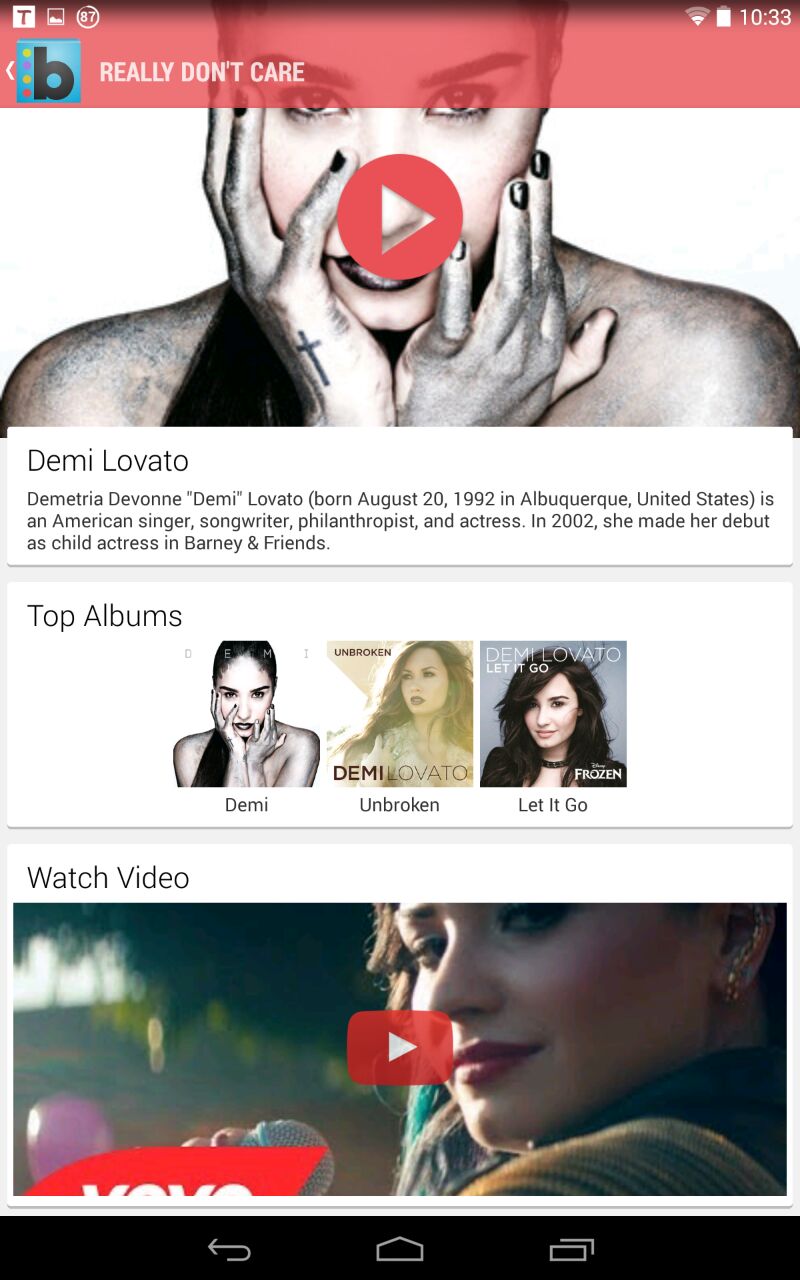 T
87
10:33
b
REALLY DON'T CARE
Demi Lovato
Demetria Devonne "Demi" Lovato (born August 20, 1992 in Albuquerque, United States) is
an American singer, songwriter, philanthropist, and actress. In 2002, she made her debut
as child actress in Barney & Friends.
Top Albums
D E M I
UNBROKEN
DEMI LOVATO
DEMI LOVATO
LET IT GO
Disney
FROZEN
Demi
Unbroken
Let It Go
Watch Video
vevo